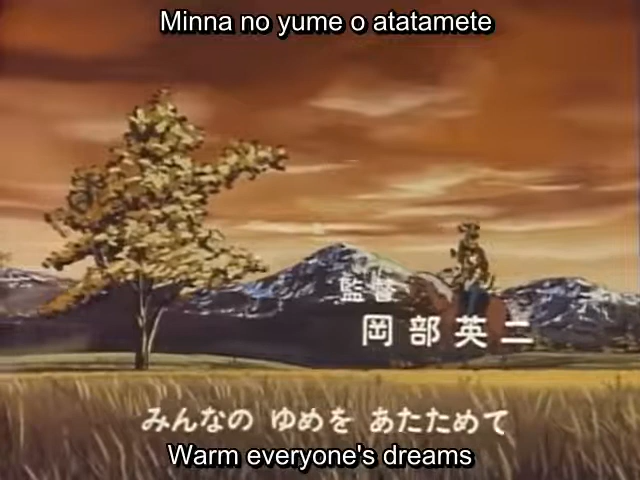 Minna no yume o atatamete
監督
岡部英二
みんなの ゆめを あたためて
Warm everyone's dreams